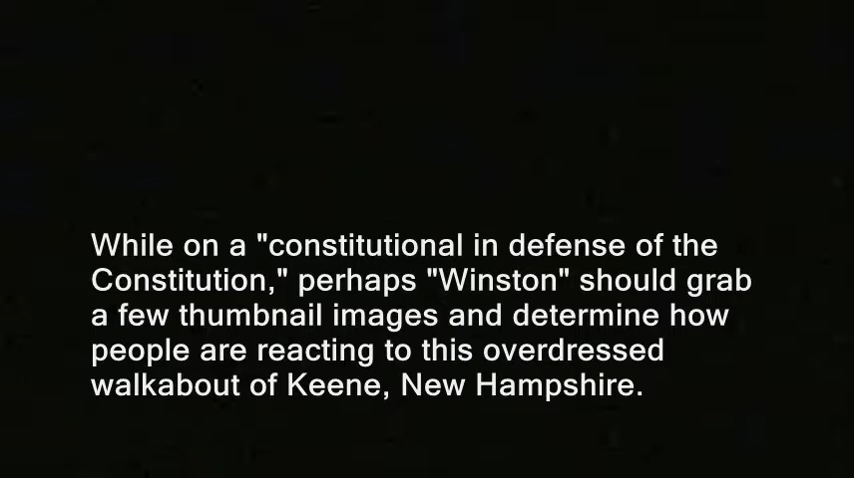 While on a "constitutional in defense of the
Constitution," perhaps "Winston" should grab
a few thumbnail images and determine how
people are reacting to this overdressed
walkabout of Keene, New Hampshire.